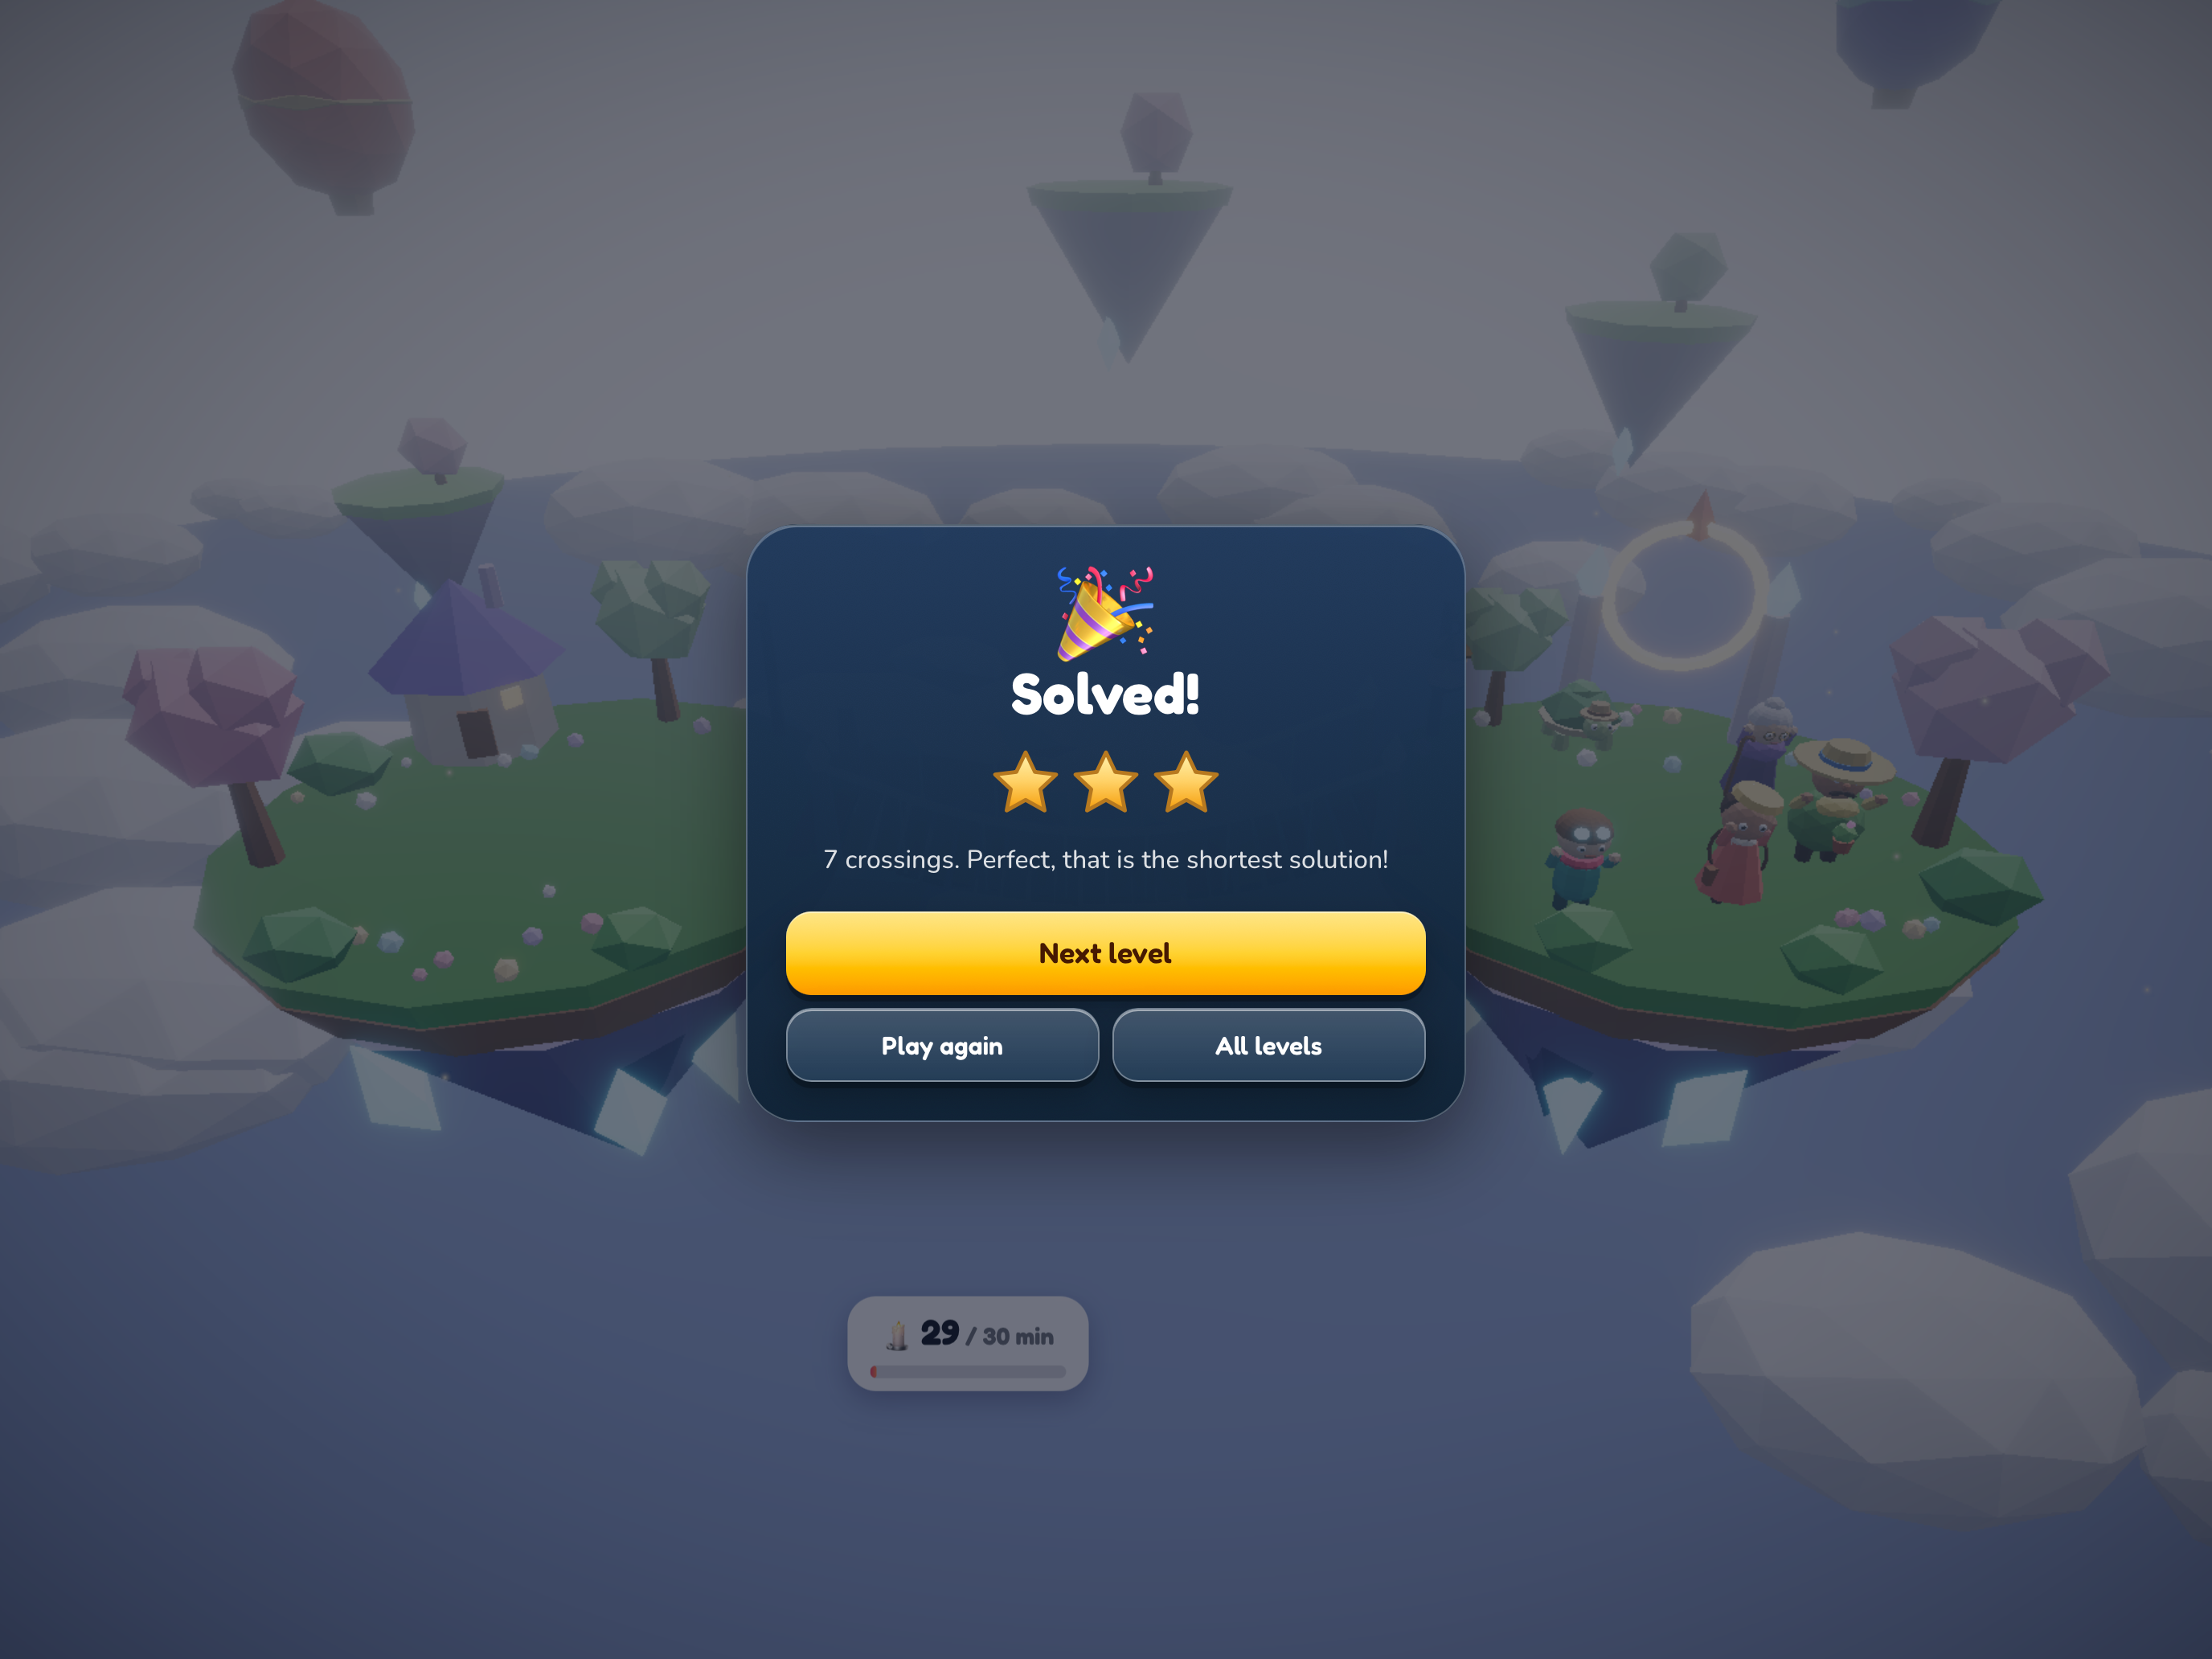 Solved!
7 crossings. Perfect, that is the shortest solution!
Next level
Play again
All levels
29 / 30 min